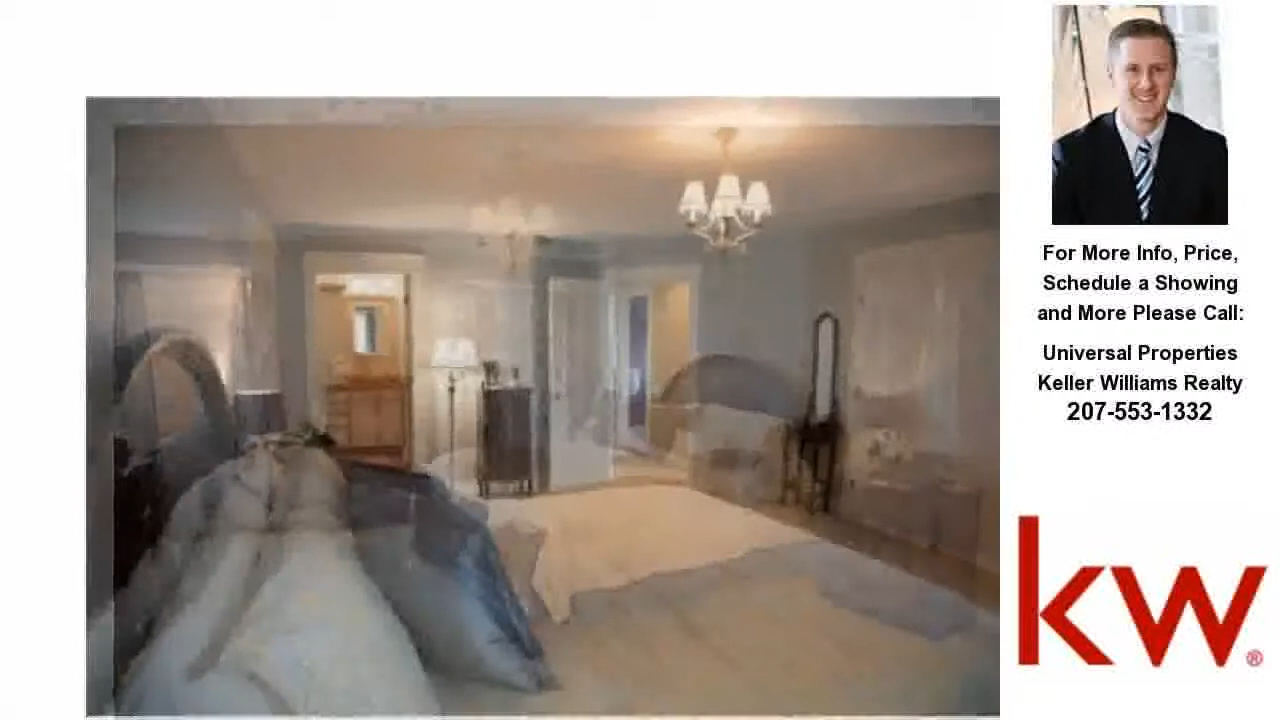 For More Info, Price,
Schedule a Showing
and More Please Call:
Universal Properties
Keller Williams Realty
207-553-1332
kw®